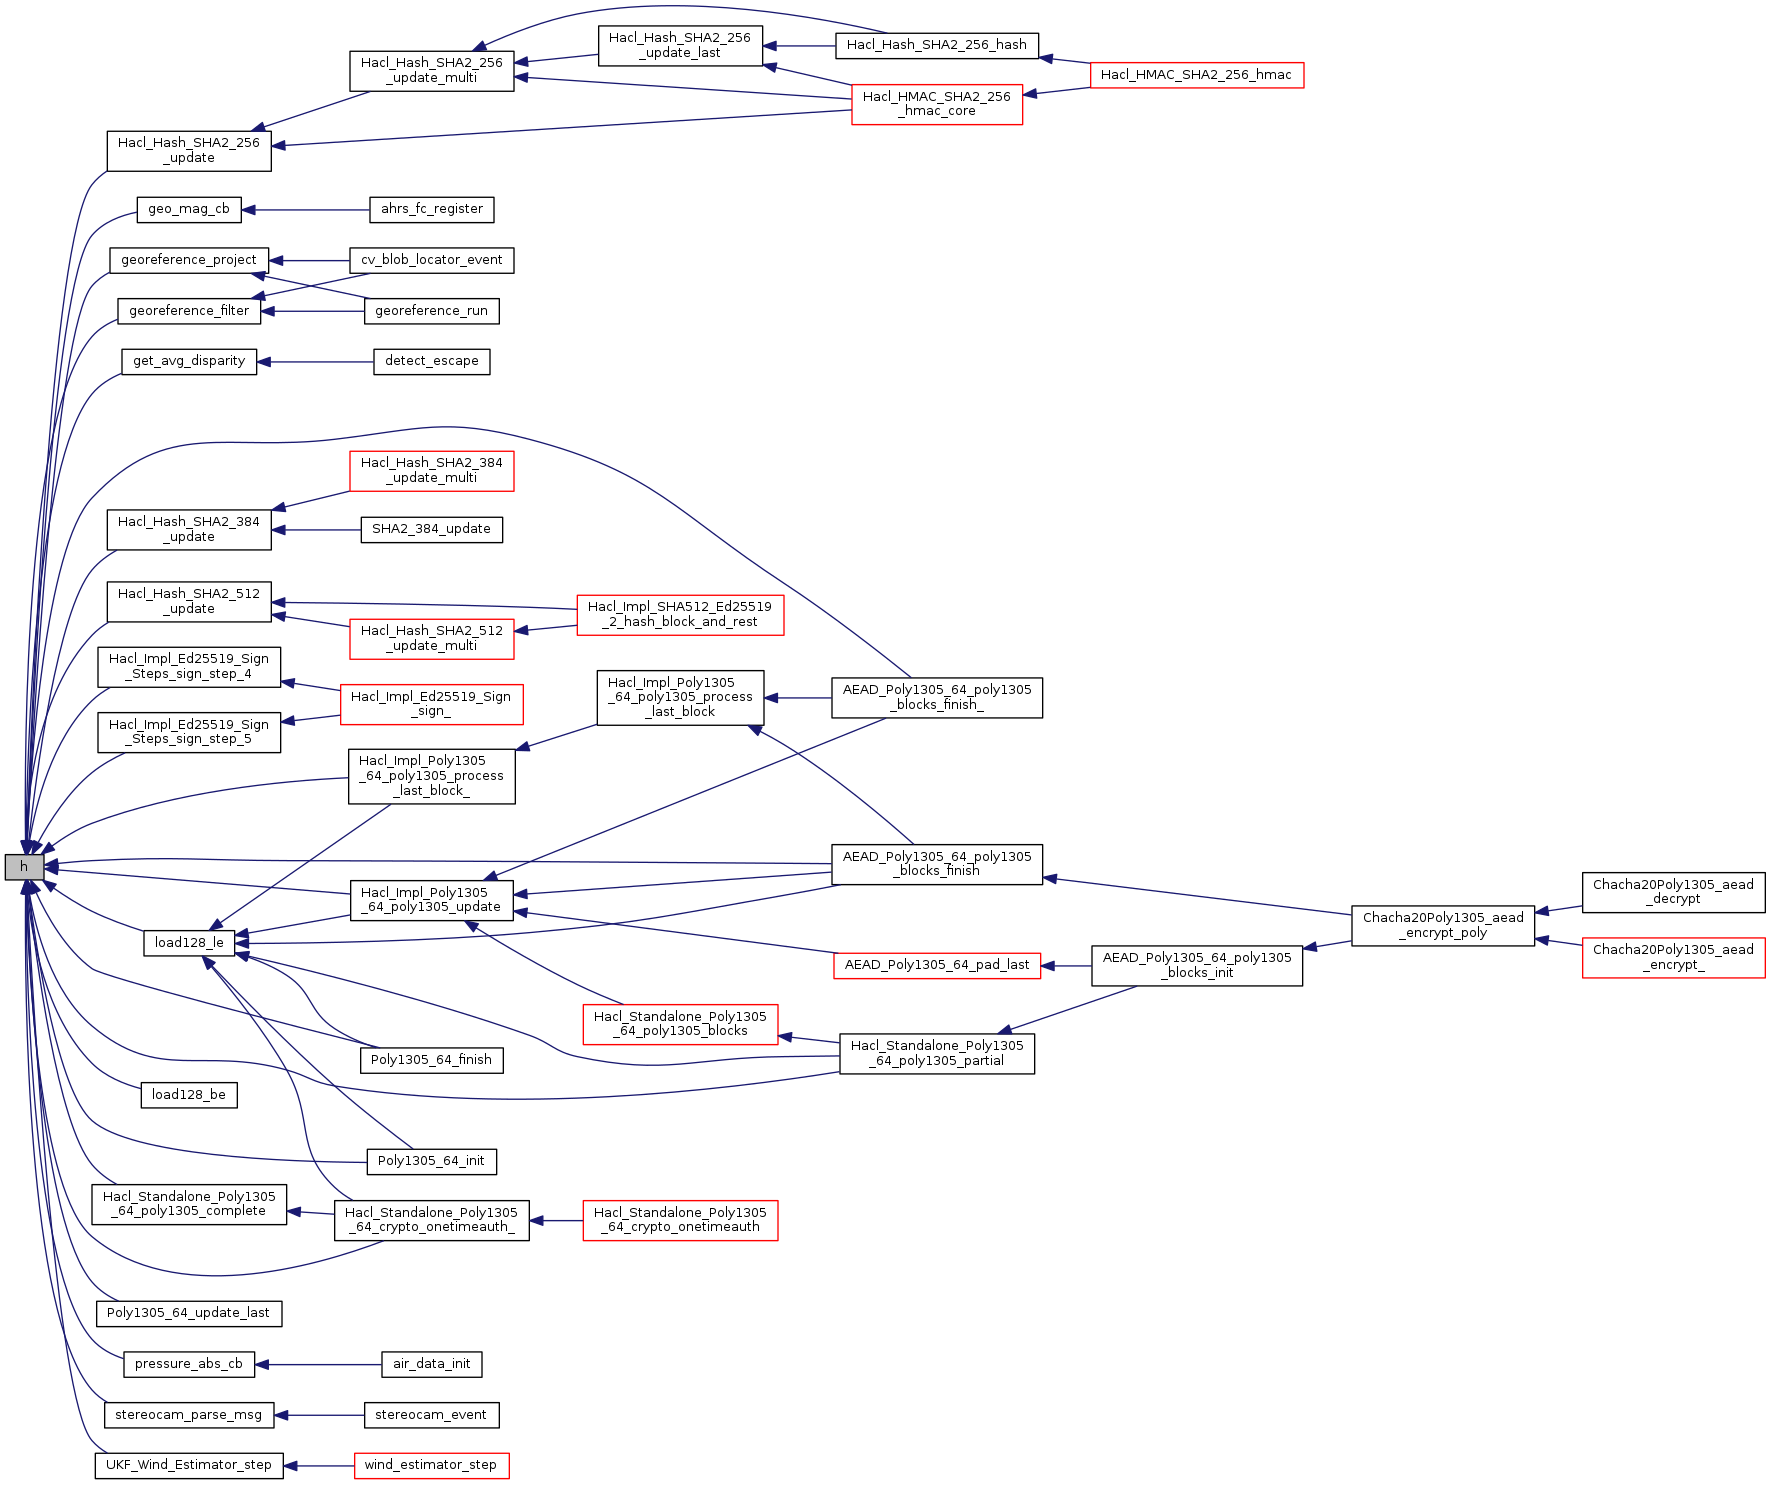 h
Hacl_Hash_SHA2_256
_update
Hacl_Hash_SHA2_256
_update_multi
Hacl_Hash_SHA2_256
_update_last
Hacl_Hash_SHA2_256_hash
Hacl_HMAC_SHA2_256
_hmac_core
Hacl_HMAC_SHA2_256_hmac
geo_mag_cb
ahrs_fc_register
georeference_project
cv_blob_locator_event
georeference_filter
georeference_run
get_avg_disparity
detect_escape
Hacl_Hash_SHA2_384
_update_multi
Hacl_Hash_SHA2_384
_update
SHA2_384_update
Hacl_Hash_SHA2_512
_update
Hacl_Impl_SHA512_Ed25519
_2_hash_block_and_rest
Hacl_Hash_SHA2_512
_update_multi
Hacl_Impl_Ed25519_Sign
_Steps_sign_step_4
Hacl_Impl_Ed25519_Sign
_sign_
Hacl_Impl_Ed25519_Sign
_Steps_sign_step_5
Hacl_Impl_Poly1305
_64_poly1305_process
_last_block
AEAD_Poly1305_64_poly1305
_blocks_finish_
Hacl_Impl_Poly1305
_64_poly1305_process
_last_block_
AEAD_Poly1305_64_poly1305
_blocks_finish
Hacl_Impl_Poly1305
_64_poly1305_update
load128_le
Chacha20Poly1305_aead
_encrypt_poly
Chacha20Poly1305_aead
_decrypt
Chacha20Poly1305_aead
_encrypt_
AEAD_Poly1305_64_pad_last
AEAD_Poly1305_64_poly1305
_blocks_init
Hacl_Standalone_Poly1305
_64_poly1305_blocks
Hacl_Standalone_Poly1305
_64_poly1305_partial
Poly1305_64_finish
load128_be
Poly1305_64_init
Hacl_Standalone_Poly1305
_64_poly1305_complete
Hacl_Standalone_Poly1305
_64_crypto_onetimeauth_
Hacl_Standalone_Poly1305
_64_crypto_onetimeauth
Poly1305_64_update_last
pressure_abs_cb
air_data_init
stereocam_parse_msg
stereocam_event
UKF_Wind_Estimator_step
wind_estimator_step